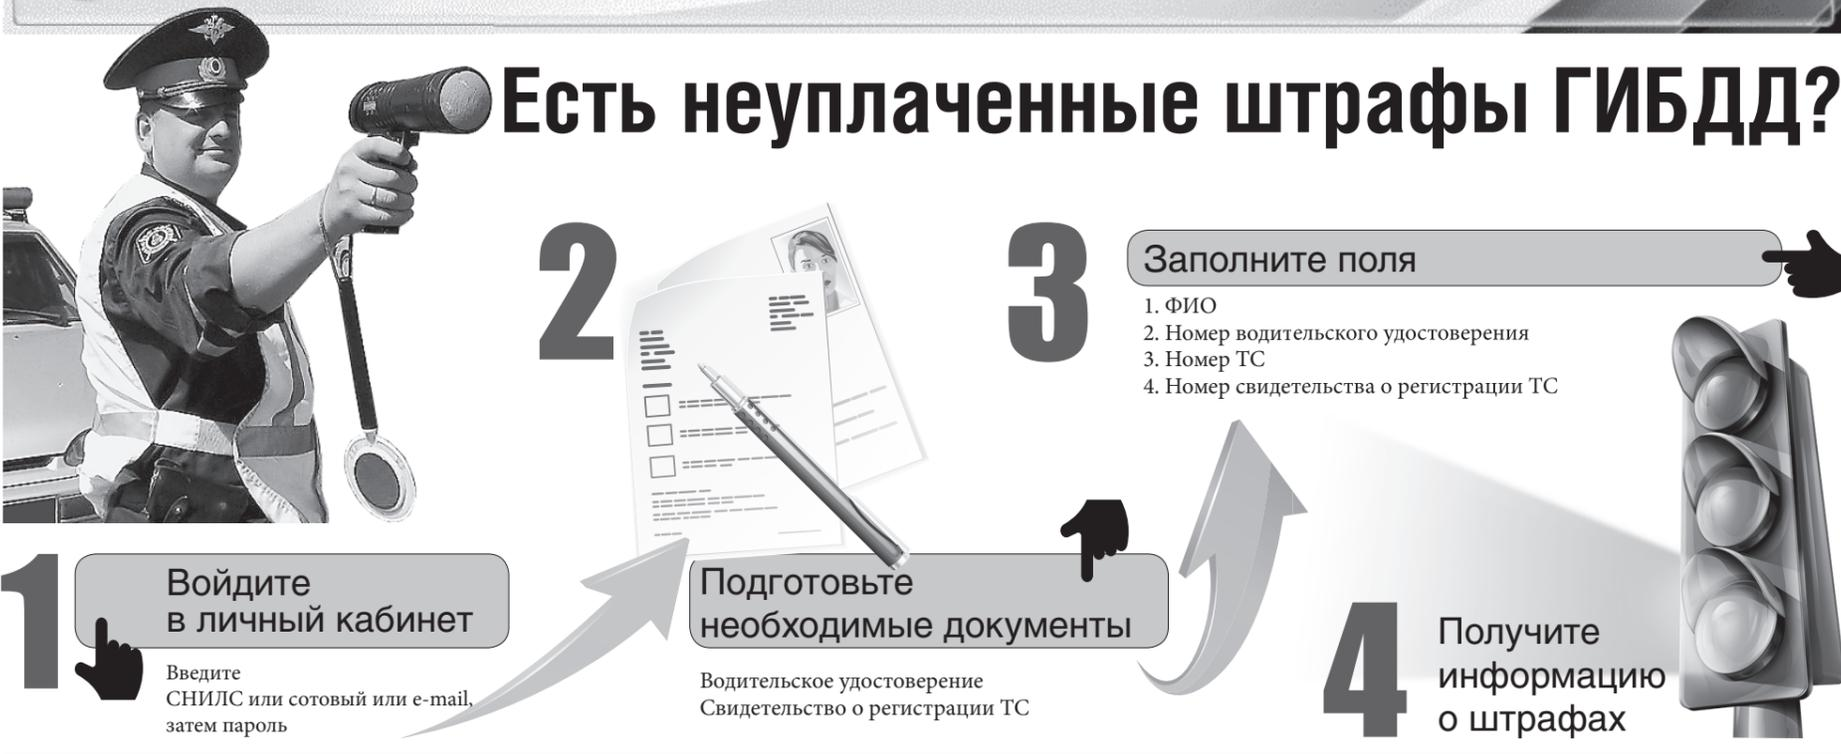 Есть неуплаченные штрафы ГИБДД?
1
Войдите
в личный кабинет
Введите
СНИЛС или сотовый или e-mail,
затем пароль
2
Подготовьте
необходимые документы
Водительское удостоверение
Свидетельство о регистрации ТС
3
Заполните поля
1. ФИО
2. Номер водительского удостоверения
3. Номер ТС
4. Номер свидетельства о регистрации ТС
4
Получите
информацию
о штрафах